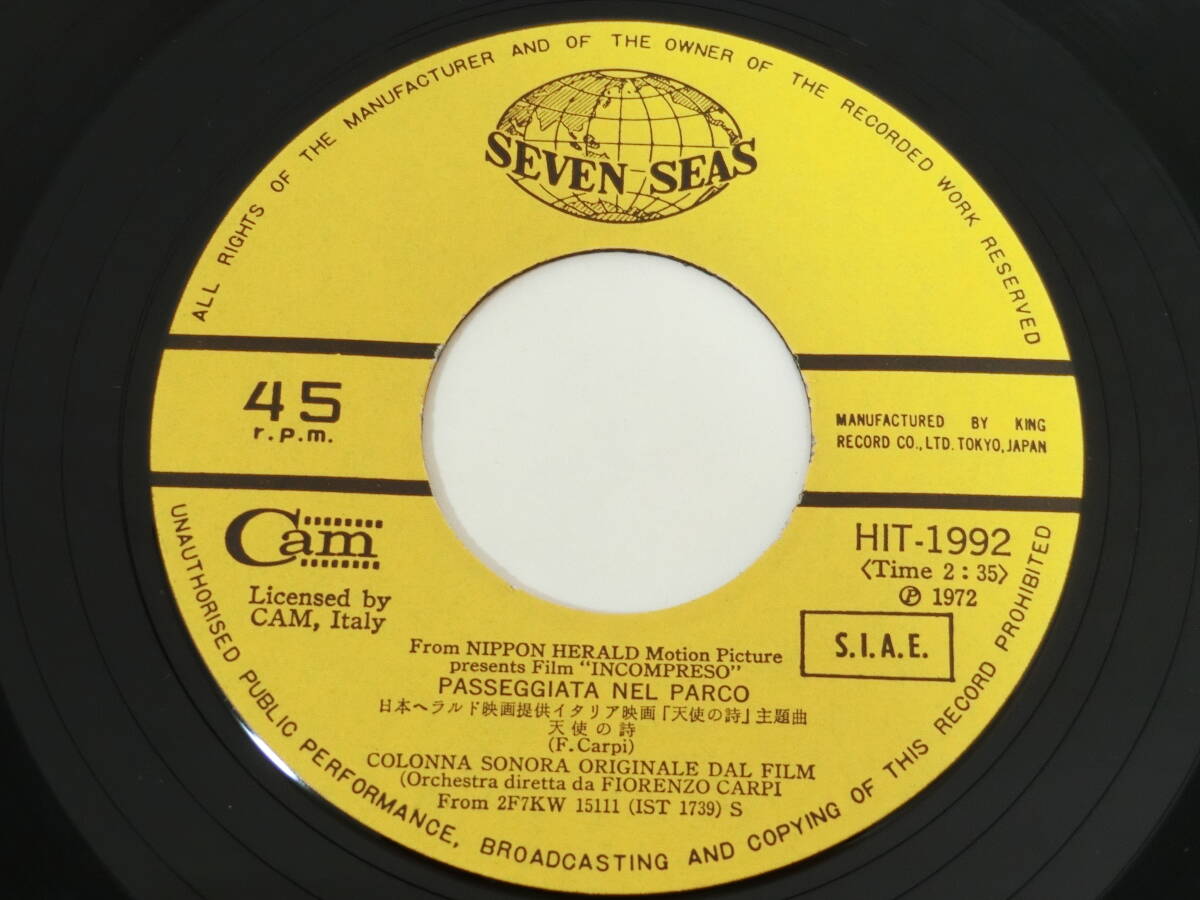 ALL RIGHTS OF THE MANUFACTURER AND OF THE OWNER OF THE RECORDED WORK RESERVED
SEVEN SEAS
45
r.p.m.
MANUFACTURED BY KING
RECORD CO., LTD. TOKYO, JAPAN
Cam
Licensed by
CAM, Italy
HIT-1992
〈Time 2:35〉
℗ 1972
S.I.A.E.
From NIPPON HERALD Motion Picture
presents Film "INCOMPRESO"
PASSEGGIATA NEL PARCO
日本ヘラルド映画提供イタリア映画「天使の詩」主題曲
天使の詩
(F. Carpi)
COLONNA SONORA ORIGINALE DAL FILM
(Orchestra diretta da FIORENZO CARPI
From 2F7KW 15111 (IST 1739) S
UNAUTHORISED PUBLIC PERFORMANCE, BROADCASTING AND COPYING OF THIS RECORD PROHIBITED